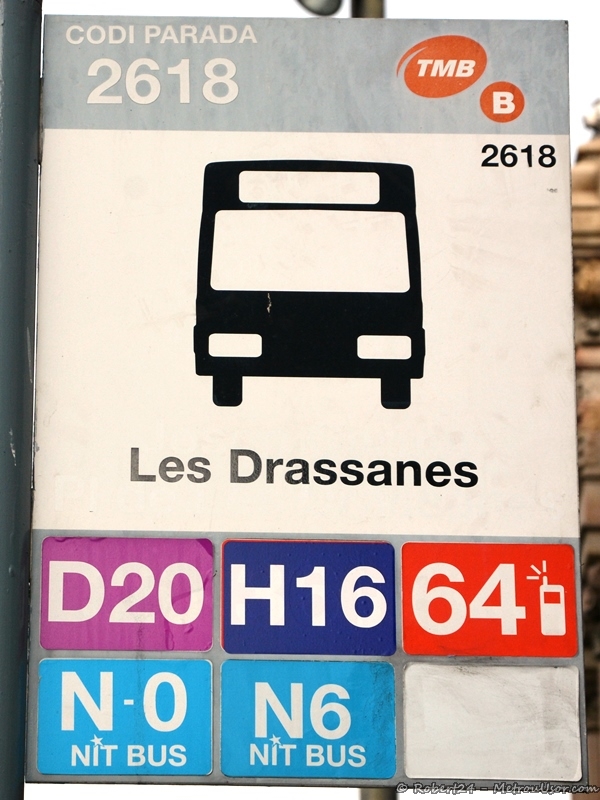 CODI PARADA
2618
TMB
B
2618
Les Drassanes
D20 H16 64
N-0 N6
NIT BUS NIT BUS
© Robert24 - MetrouUsor.com